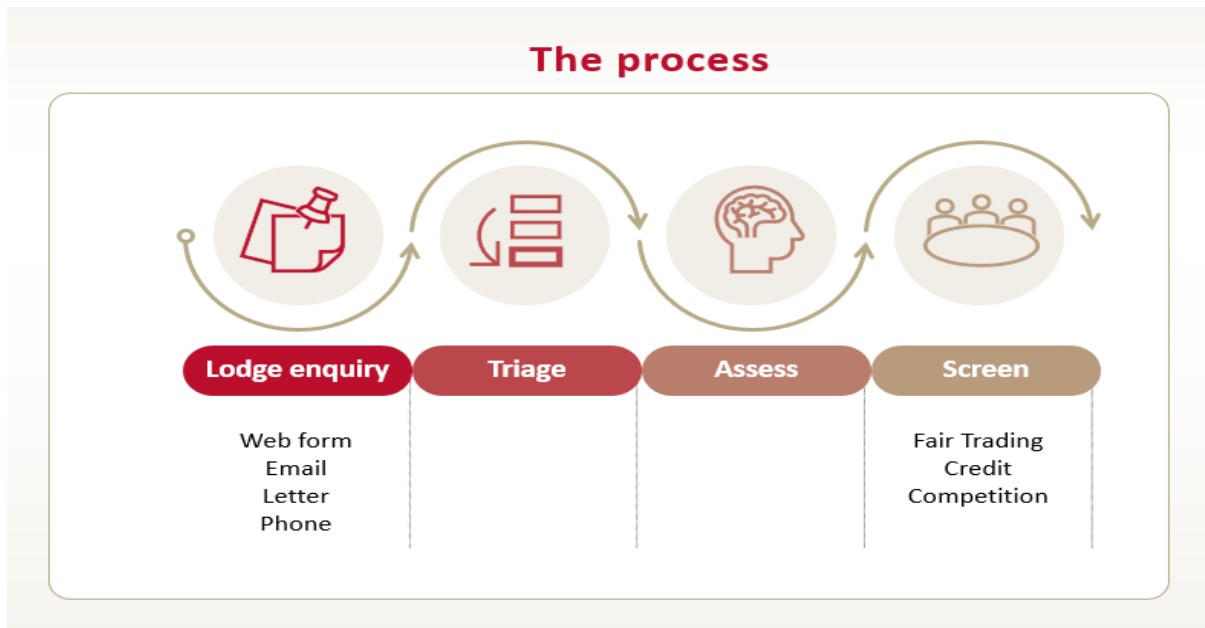 The process
Lodge enquiry
Triage
Assess
Screen
Web form
Email
Letter
Phone
Fair Trading
Credit
Competition